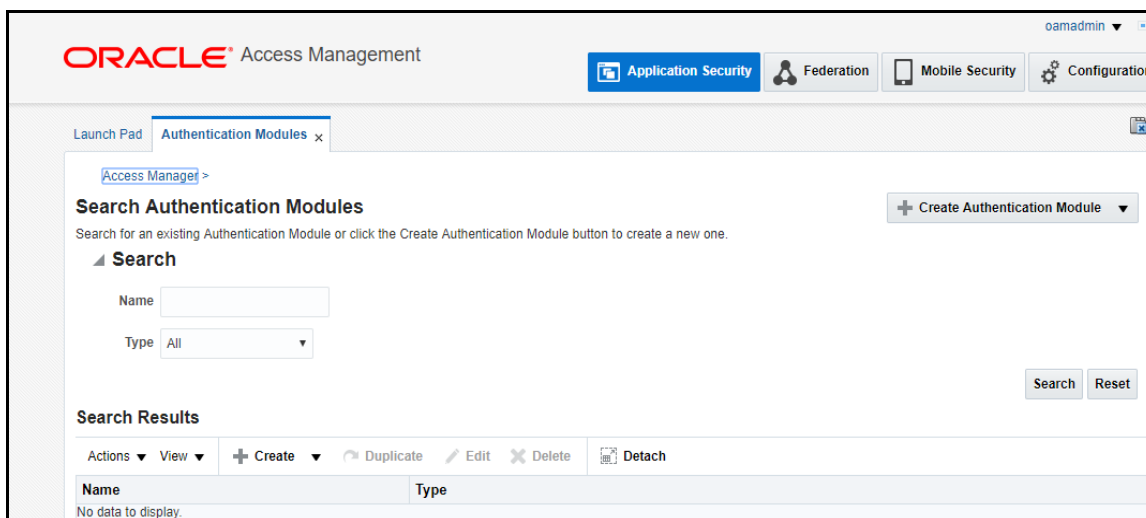 oamadmin
ORACLE® Access Management
Application Security Federation Mobile Security Configuration
Launch Pad Authentication Modules x
Access Manager >
Search Authentication Modules
Create Authentication Module
Search for an existing Authentication Module or click the Create Authentication Module button to create a new one.
Search
Name
Type All
Search Reset
Search Results
Actions View Create Duplicate Edit Delete Detach
Name Type
No data to display.